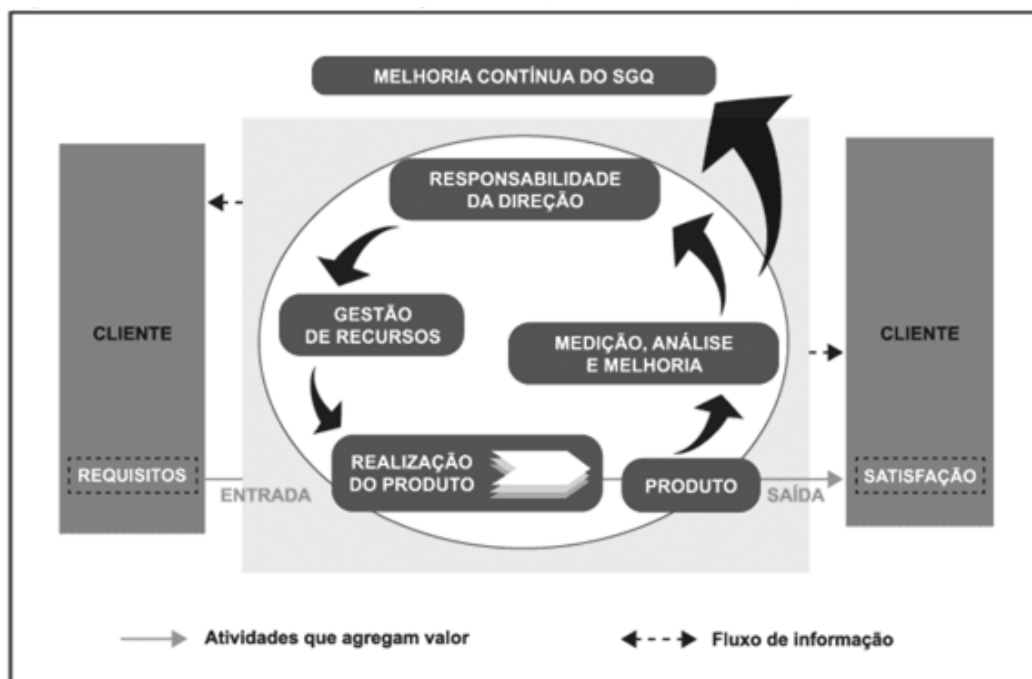 MELHORIA CONTÍNUA DO SGQ
RESPONSABILIDADE
DA DIREÇÃO
CLIENTE
GESTÃO
DE RECURSOS
MEDIÇÃO, ANÁLISE
E MELHORIA
CLIENTE
REQUISITOS
ENTRADA
REALIZAÇÃO
DO PRODUTO
PRODUTO
SAÍDA
SATISFAÇÃO
Atividades que agregam valor
Fluxo de informação